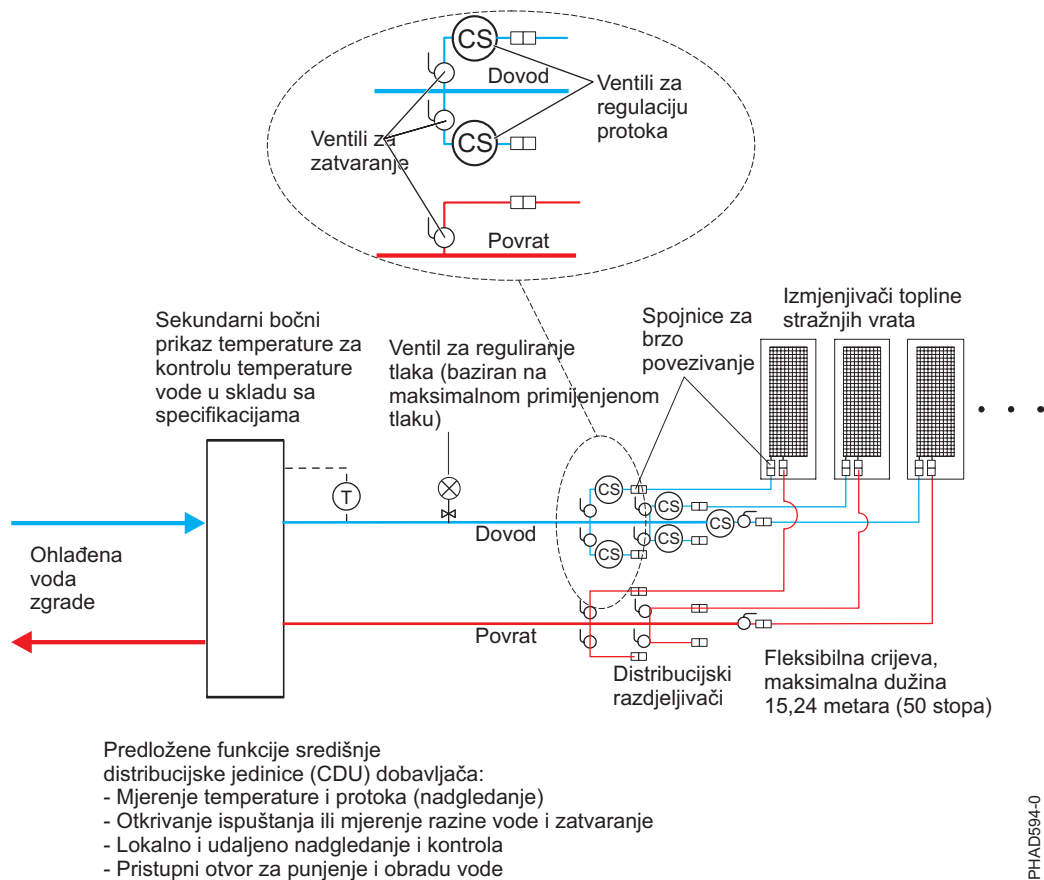 CS
Dovod
Ventili za
regulaciju
protoka
Ventili za
zatvaranje
CS
Povrat
Izmjenjivači topline
stražnjih vrata
Spojnice za
brzo
povezivanje
Sekundarni bočni
prikaz temperature za
kontrolu temperature
vode u skladu sa
specifikacijama
Ventil za reguliranje
tlaka (baziran na
maksimalnom primijenjenom
tlaku)
T
CS
CS
CS
CS
CS
Dovod
Ohlađena
voda
zgrade
Povrat
Distribucijski
razdjeljivači
Fleksibilna crijeva,
maksimalna dužina
15,24 metara (50 stopa)
Predložene funkcije središnje
distribucijske jedinice (CDU) dobavljača:
- Mjerenje temperature i protoka (nadgledanje)
- Otkrivanje ispuštanja ili mjerenje razine vode i zatvaranje
- Lokalno i udaljeno nadgledanje i kontrola
- Pristupni otvor za punjenje i obradu vode
PHAD594-0